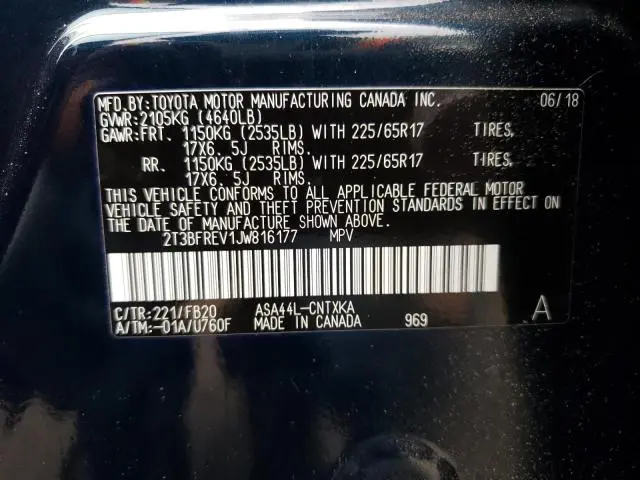 MFD.BY:TOYOTA MOTOR MANUFACTURING CANADA INC. 06/18
GVWR:2105KG (4640LB)
GAWR:FRT. 1150KG (2535LB) WITH 225/65R17 TIRES,
17X6. 5J RIMS.
RR. 1150KG (2535LB) WITH 225/65R17 TIRES,
17X6. 5J RIMS.
THIS VEHICLE CONFORMS TO ALL APPLICABLE FEDERAL MOTOR
VEHICLE SAFETY AND THEFT PREVENTION STANDARDS IN EFFECT ON
THE DATE OF MANUFACTURE SHOWN ABOVE.
2T3BFREV1JW816177 MPV
C/TR:221/FB20 ASA44L-CNTXKA A
A/TM:-01A/U760F MADE IN CANADA 969